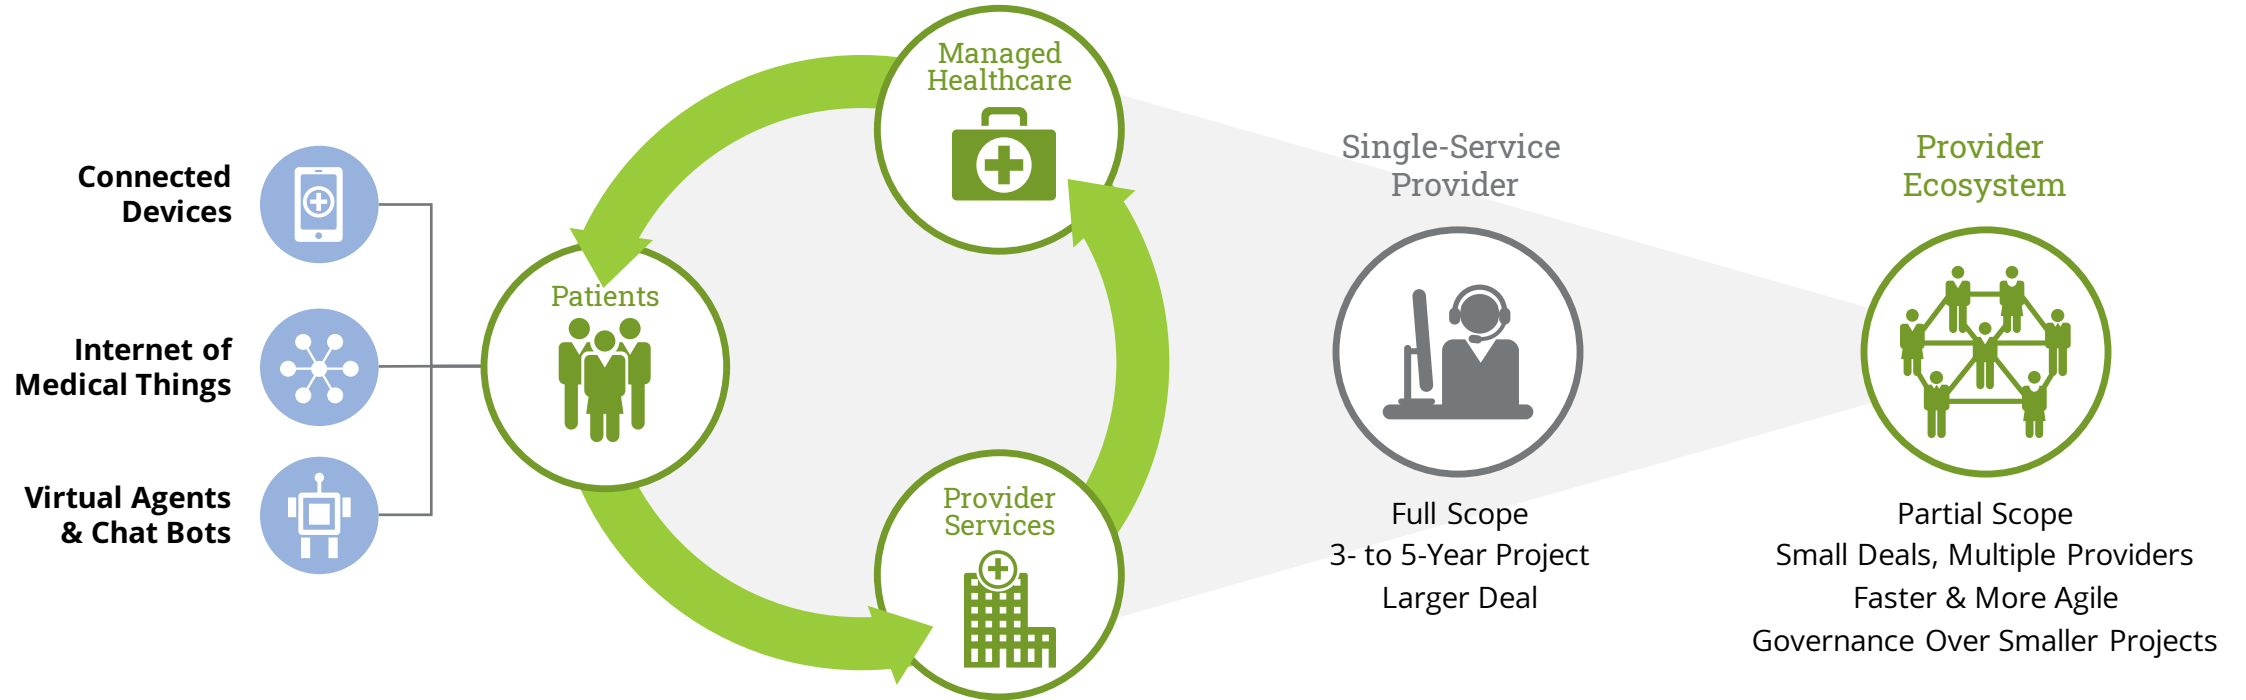 Connected
Devices
Internet of
Medical Things
Virtual Agents
& Chat Bots
Patients
Managed
Healthcare
Provider
Services
Single-Service
Provider
Full Scope
3- to 5-Year Project
Larger Deal
Provider
Ecosystem
Partial Scope
Small Deals, Multiple Providers
Faster & More Agile
Governance Over Smaller Projects